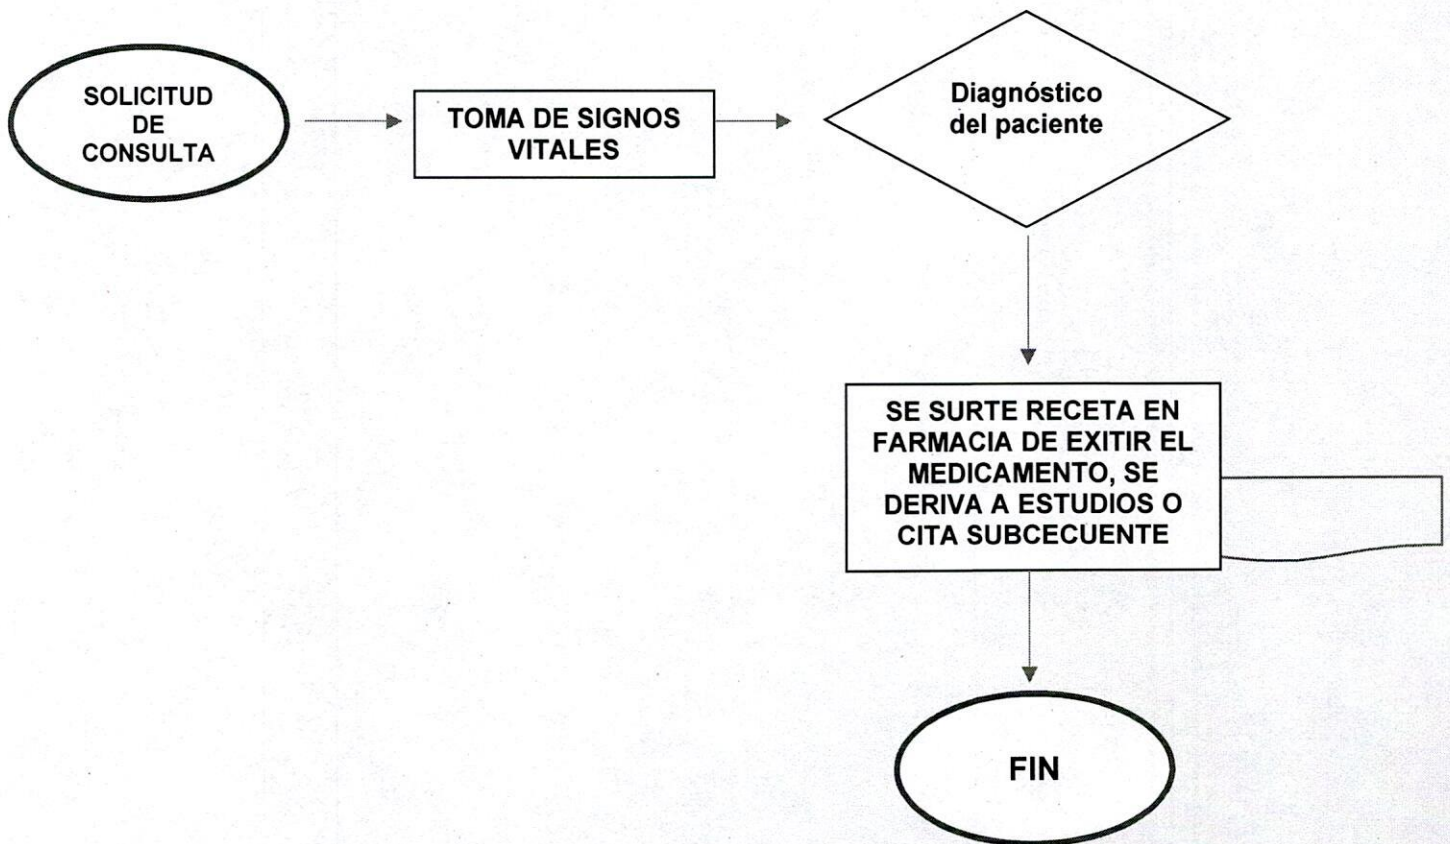 SOLICITUD
DE
CONSULTA
TOMA DE SIGNOS
VITALES
Diagnóstico
del paciente
SE SURTE RECETA EN
FARMACIA DE EXITIR EL
MEDICAMENTO, SE
DERIVA A ESTUDIOS O
CITA SUBCECUENTE
FIN